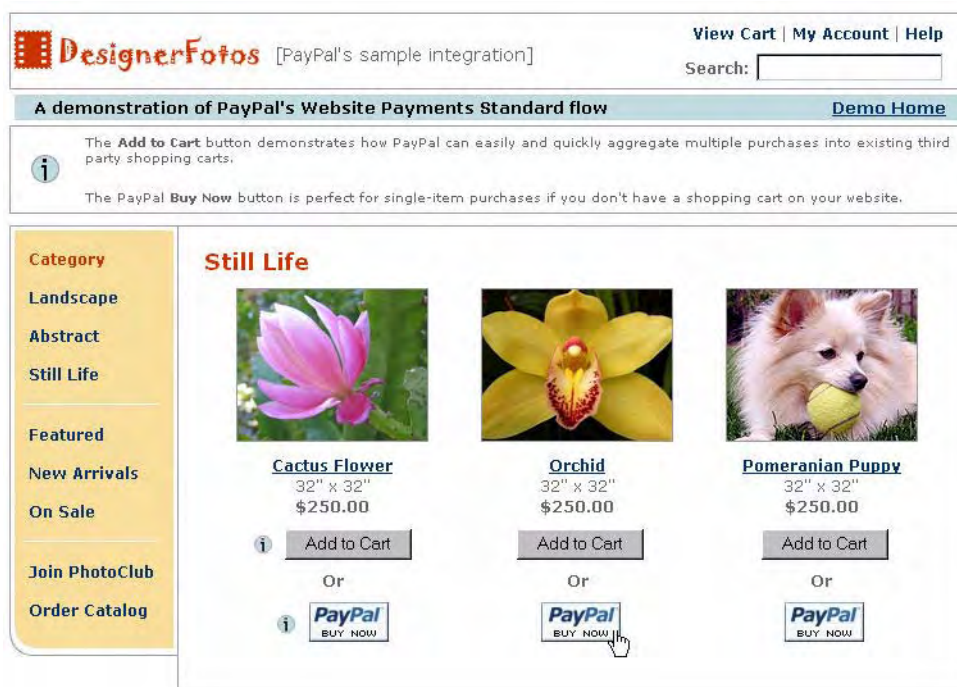 DesignerFotos [PayPal's sample integration]
View Cart | My Account | Help
Search:
A demonstration of PayPal's Website Payments Standard flow
Demo Home
The Add to Cart button demonstrates how PayPal can easily and quickly aggregate multiple purchases into existing third
party shopping carts.
The PayPal Buy Now button is perfect for single-item purchases if you don't have a shopping cart on your website.
Category
Landscape
Abstract
Still Life
Featured
New Arrivals
On Sale
Join PhotoClub
Order Catalog
Still Life
Cactus Flower
32" x 32"
$250.00
i Add to Cart
Or
i PayPal
BUY NOW
Orchid
32" x 32"
$250.00
Add to Cart
Or
PayPal
BUY NOW
Pomeranian Puppy
32" x 32"
$250.00
Add to Cart
Or
PayPal
BUY NOW